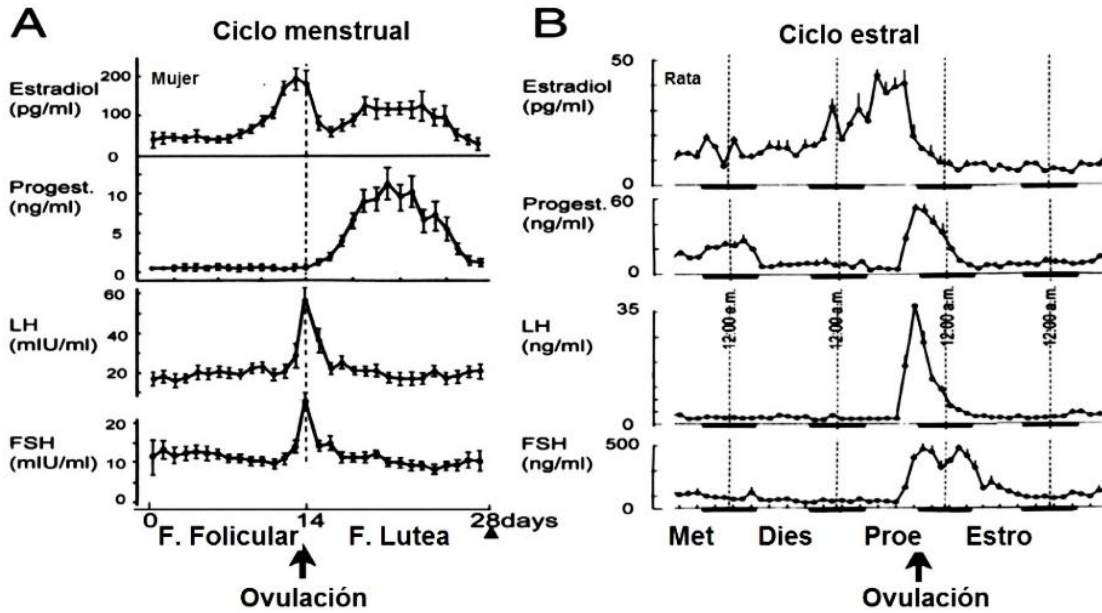 A
Ciclo menstrual
Estradiol
(pg/ml)
200
100
0
Mujer
Progest.
(ng/ml)
10
5
0
LH
(mIU/ml)
60
40
20
FSH
(mIU/ml)
20
10
0
0
14
28days
F. Folicular
F. Lutea
Ovulación
B
Ciclo estral
Estradiol
(pg/ml)
50
0
Rata
Progest.
(ng/ml)
60
0
12:00 a.m.
12:00 a.m.
12:00 a.m.
12:00 a.m.
LH
(ng/ml)
35
0
FSH
(ng/ml)
500
0
Met
Dies
Proe
Estro
Ovulación